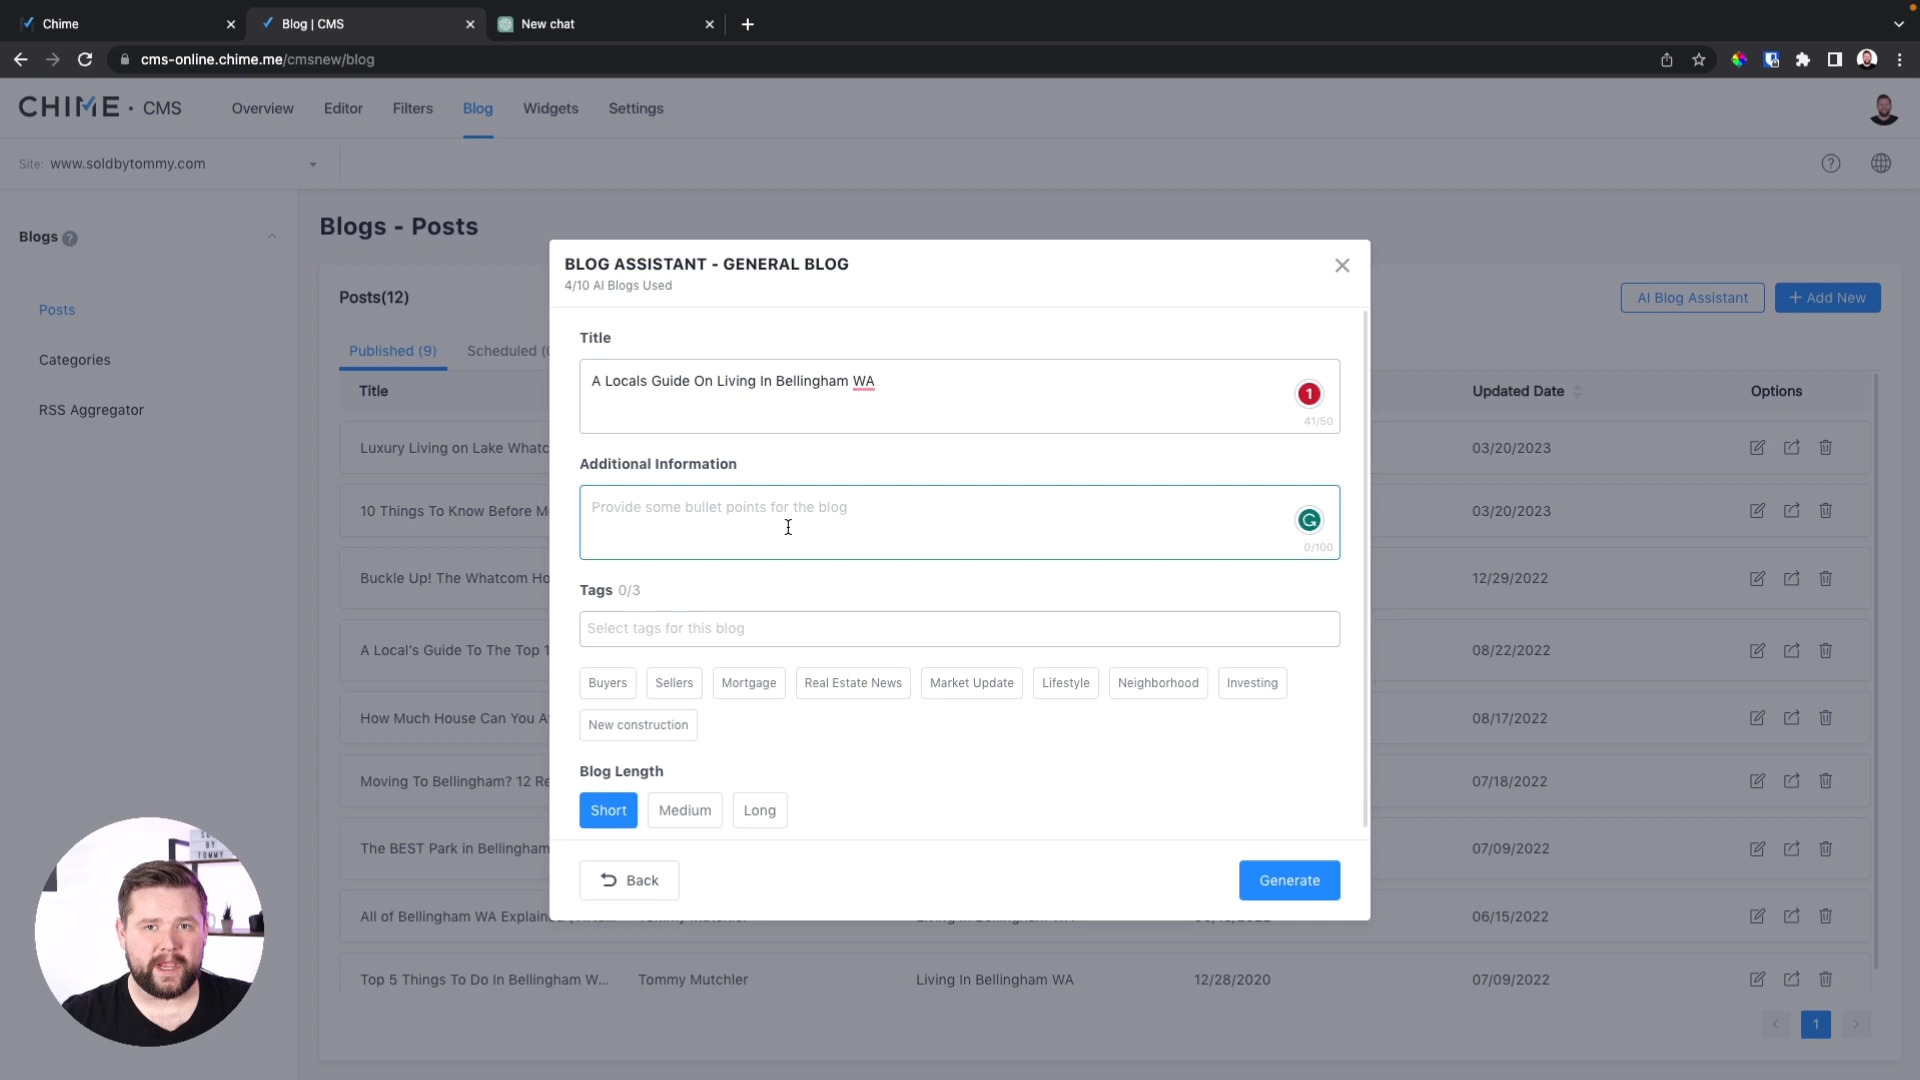 Chime
Blog | CMS
New chat
cms-online.chime.me/cmsnew/blog
CHIME · CMS
Overview
Editor
Filters
Blog
Widgets
Settings
Site: www.soldbytommy.com
Blogs
Posts
Categories
RSS Aggregator
Blogs - Posts
Posts(12)
AI Blog Assistant
+ Add New
Published (9)
Scheduled (
Title
Updated Date
Options
Luxury Living on Lake Whatc
03/20/2023
10 Things To Know Before M
03/20/2023
Buckle Up! The Whatcom Ho
12/29/2022
A Local's Guide To The Top 1
08/22/2022
How Much House Can You A
08/17/2022
Moving To Bellingham? 12 Re
07/18/2022
The BEST Park in Bellingham
07/09/2022
All of Bellingham WA Explain
06/15/2022
Top 5 Things To Do In Bellingham W...
Tommy Mutchler
Living In Bellingham WA
12/28/2020
07/09/2022
1
BLOG ASSISTANT - GENERAL BLOG
4/10 AI Blogs Used
Title
A Locals Guide On Living In Bellingham WA
1
41/50
Additional Information
Provide some bullet points for the blog
0/100
Tags 0/3
Select tags for this blog
Buyers
Sellers
Mortgage
Real Estate News
Market Update
Lifestyle
Neighborhood
Investing
New construction
Blog Length
Short
Medium
Long
Back
Generate
BY
TOMMY